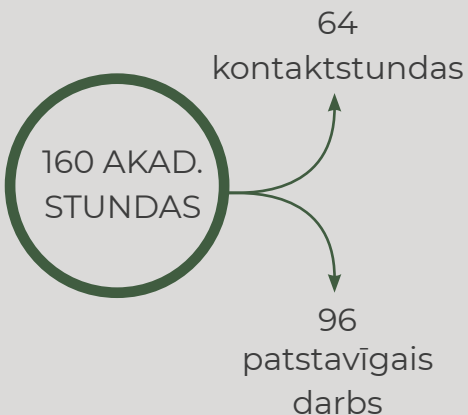 64
kontaktstundas
160 AKAD.
STUNDAS
96
patstavīgais
darbs